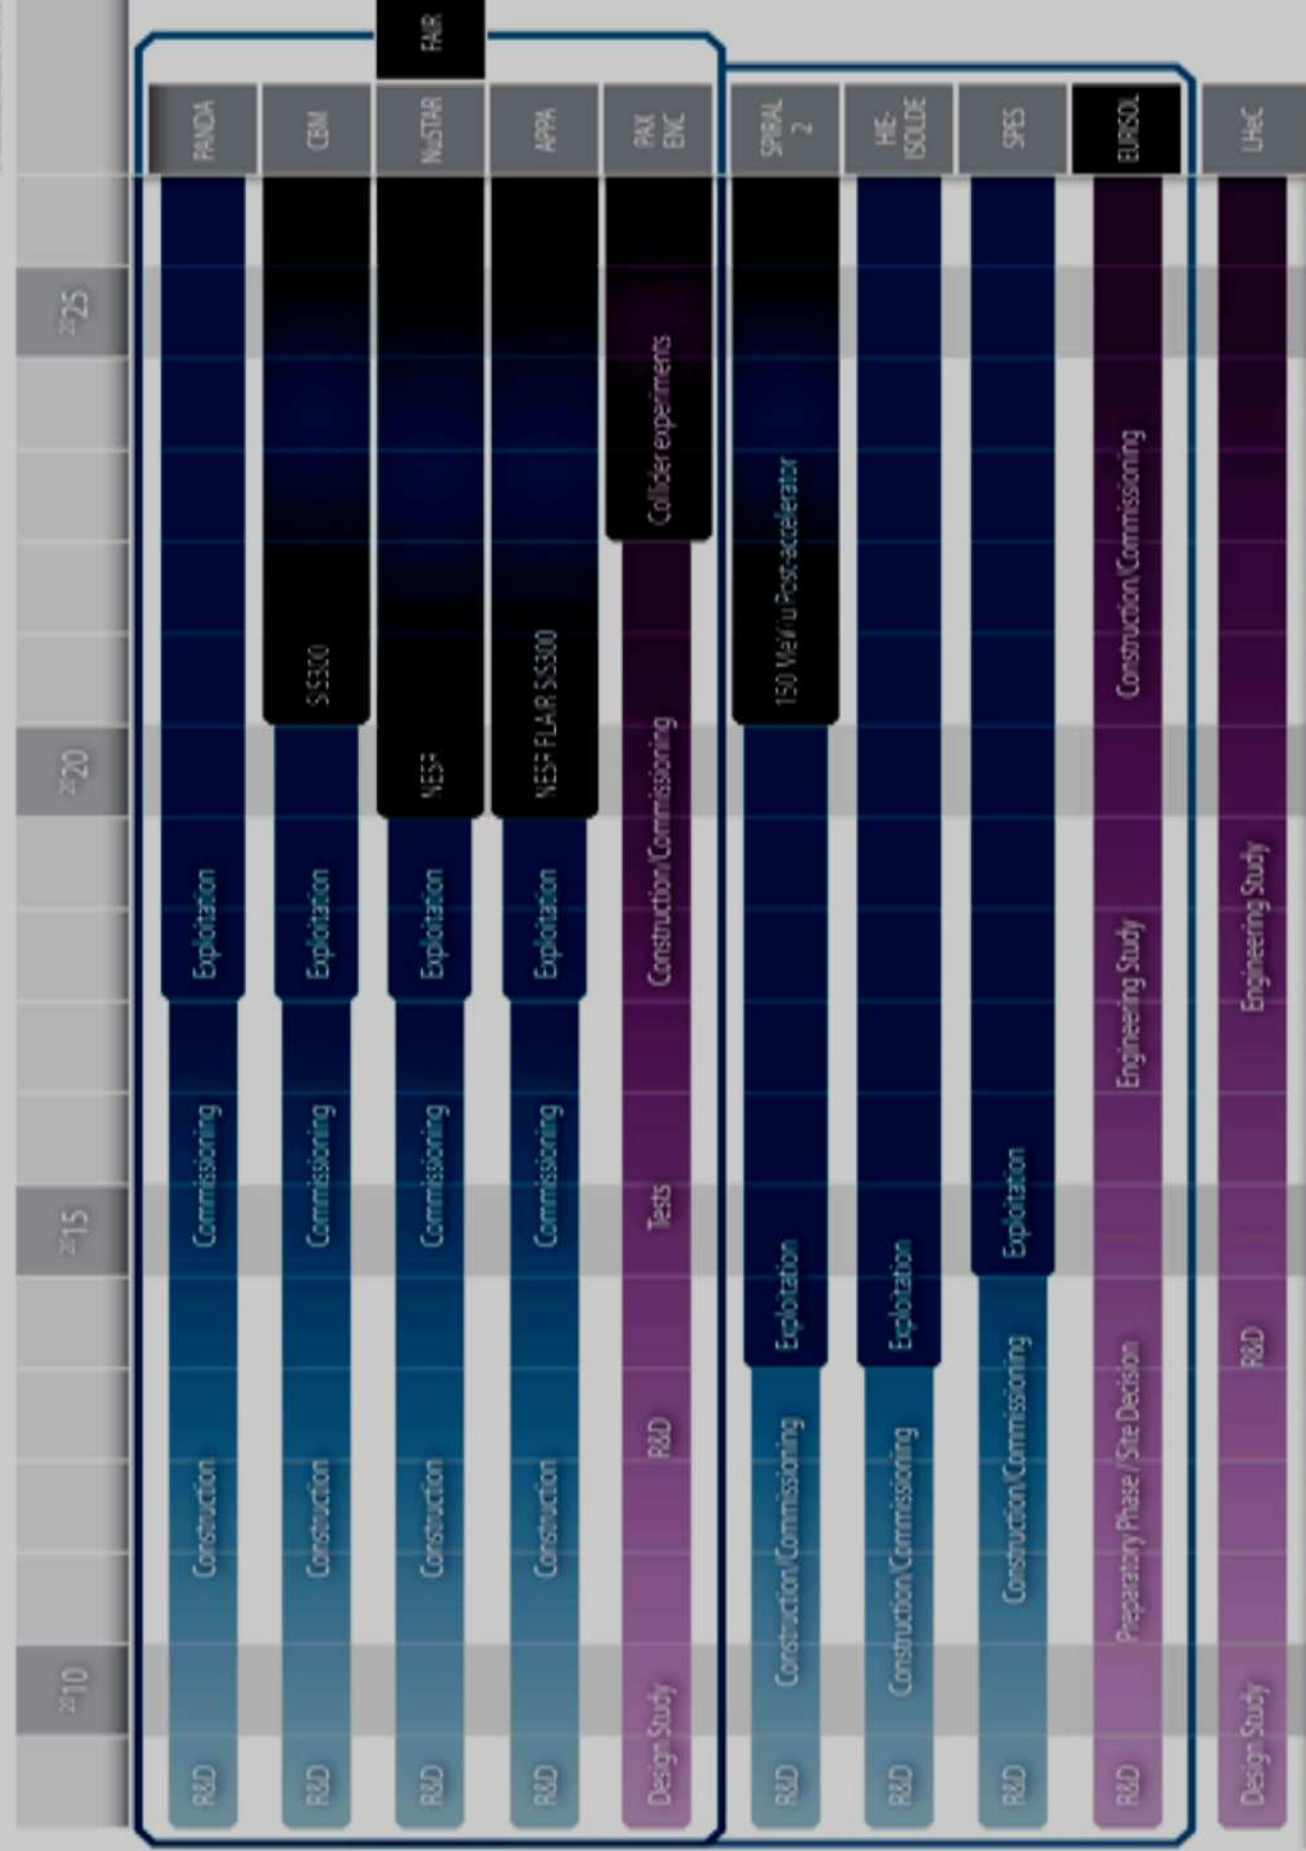 2010 2015 2020 2025
R&D Construction Commissioning Exploitation PANDA
R&D Construction Commissioning Exploitation SIS300 CBM
R&D Construction Commissioning Exploitation NESR NuSTAR FAIR
R&D Construction Commissioning Exploitation NESR FLAIR SIS300 APPA
Design Study R&D Tests Construction/Commissioning Collider experiments PAX
ENC
R&D Construction/Commissioning Exploitation 150 MeV/u Post-accelerator SPIRAL
2
R&D Construction/Commissioning Exploitation HIE-
ISOLDE
R&D Construction/Commissioning Exploitation SPES
R&D Preparatory Phase / Site Decision Engineering Study Construction/Commissioning EURISOL
Design Study R&D Engineering Study LHeC